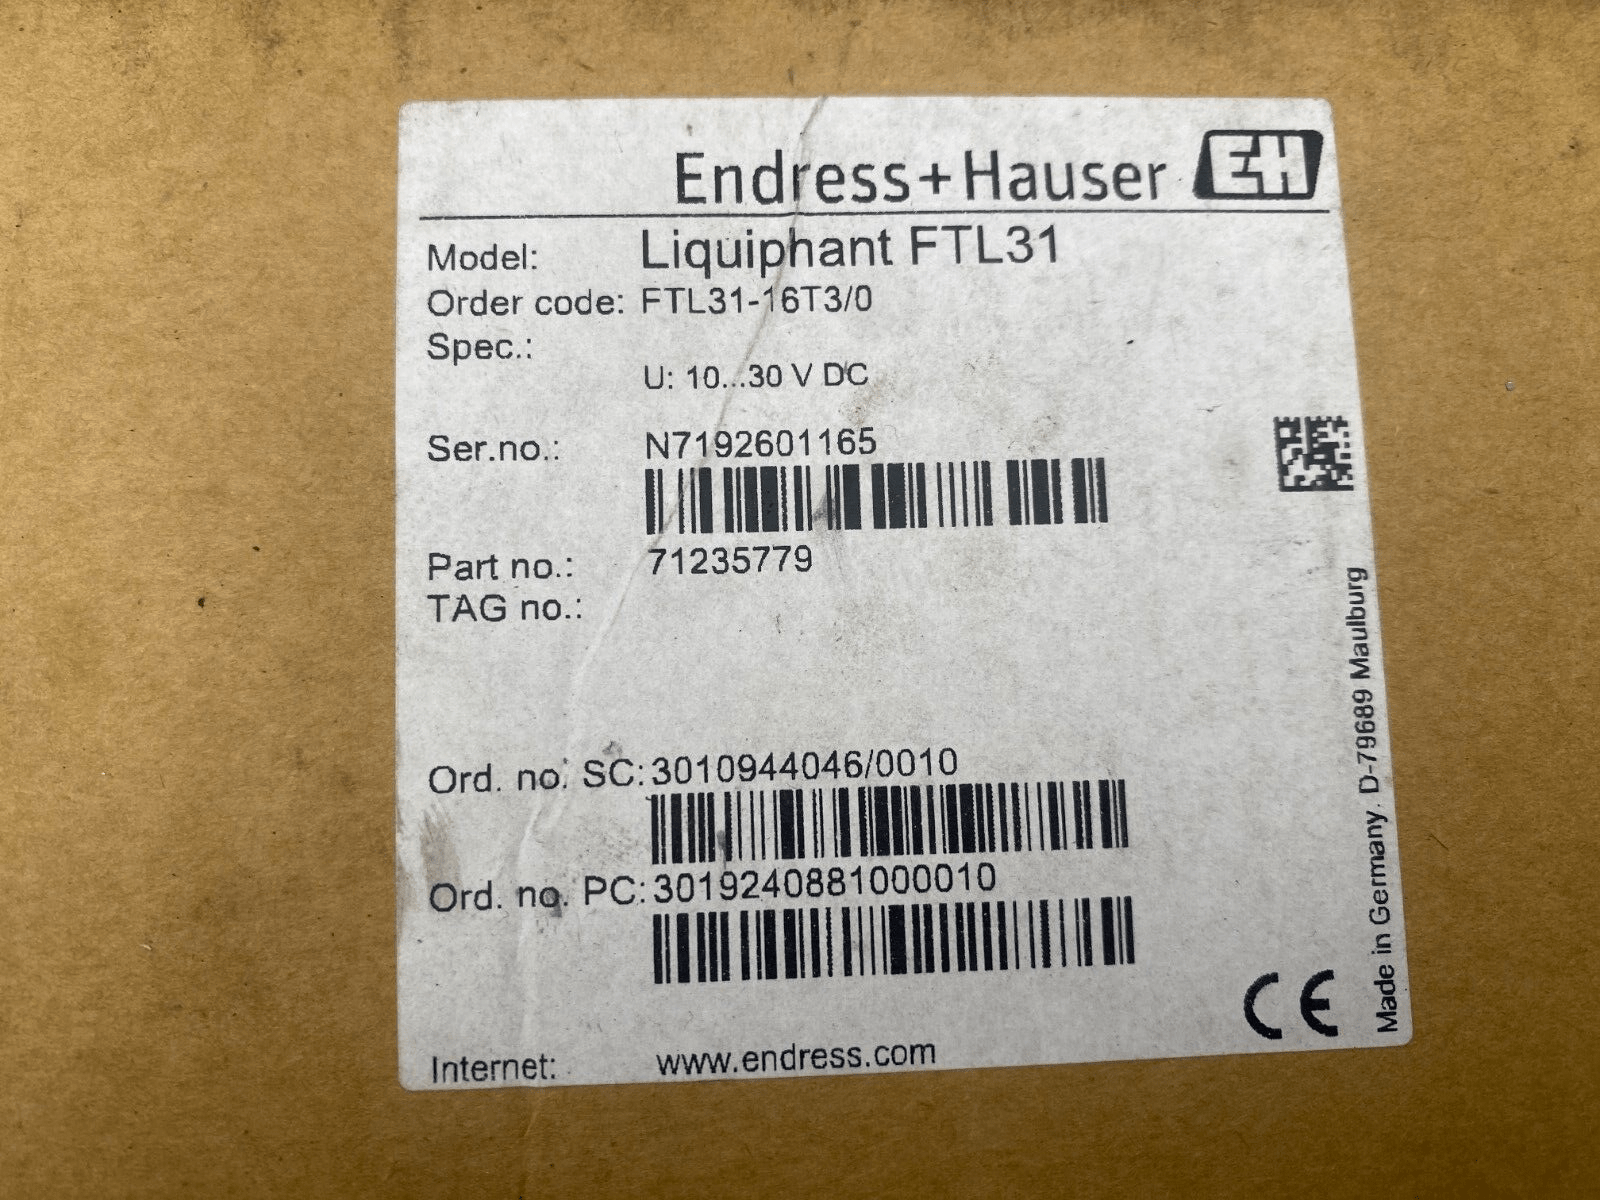 Endress+Hauser EH
Model: Liquiphant FTL31
Order code: FTL31-16T3/0
Spec.:
U: 10...30 V DC
Ser.no.: N7192601165
Part no.: 71235779
TAG no.:
Ord. no. SC: 3010944046/0010
Ord. no. PC: 3019240881000010
Internet: www.endress.com
CE
Made in Germany, D-79689 Maulburg